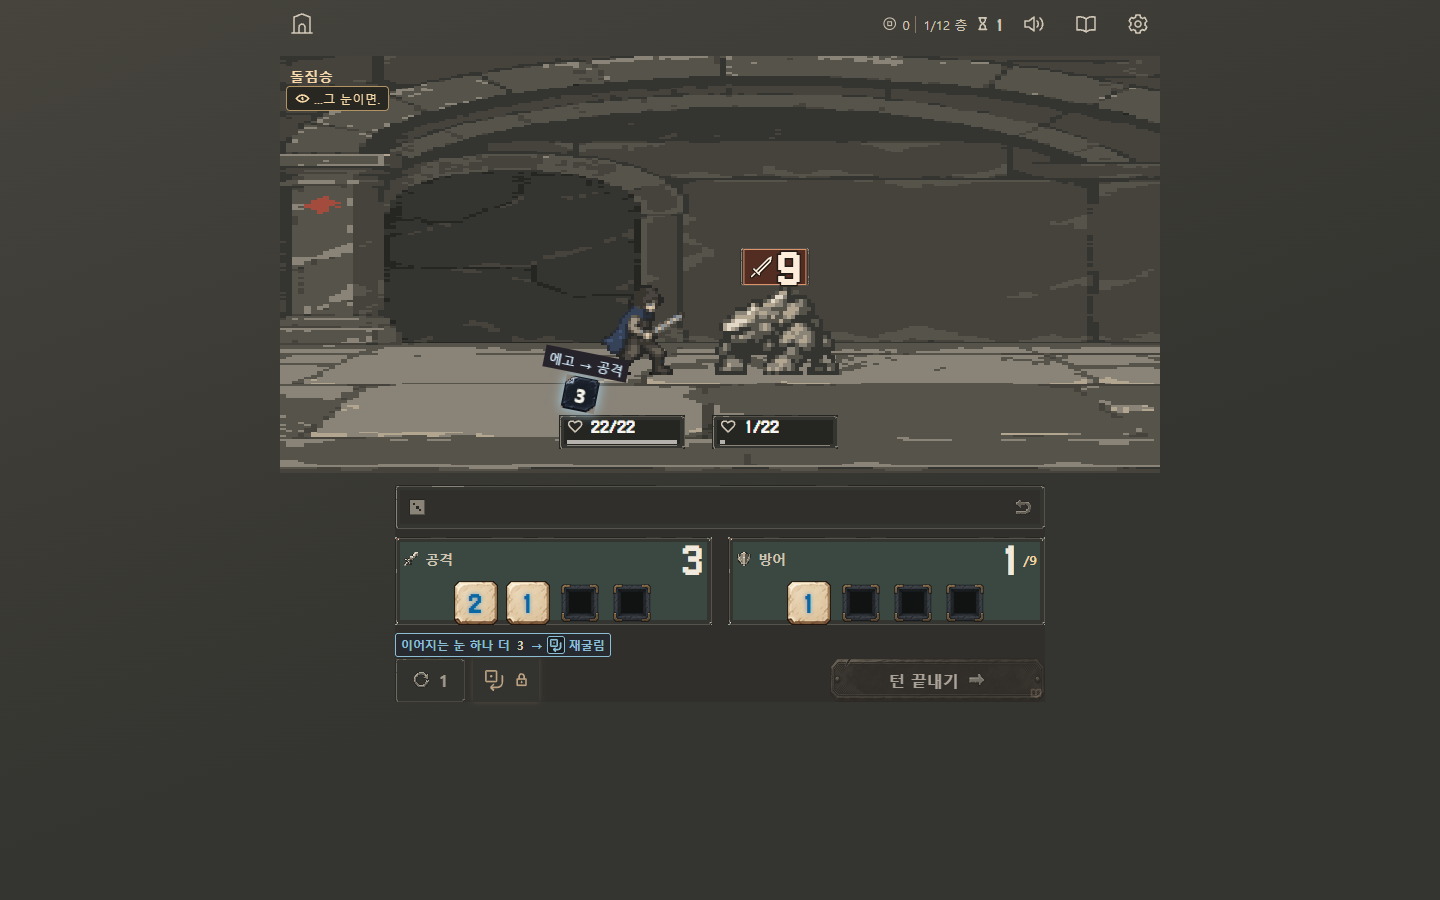 0 1/12 층 1
돌짐승
...그 눈이면.
9
에고 → 공격
3
22/22
1/22
공격 3
방어 1 /9
2 1
1
이어지는 눈 하나 더 3 → 재굴림
1
턴 끝내기